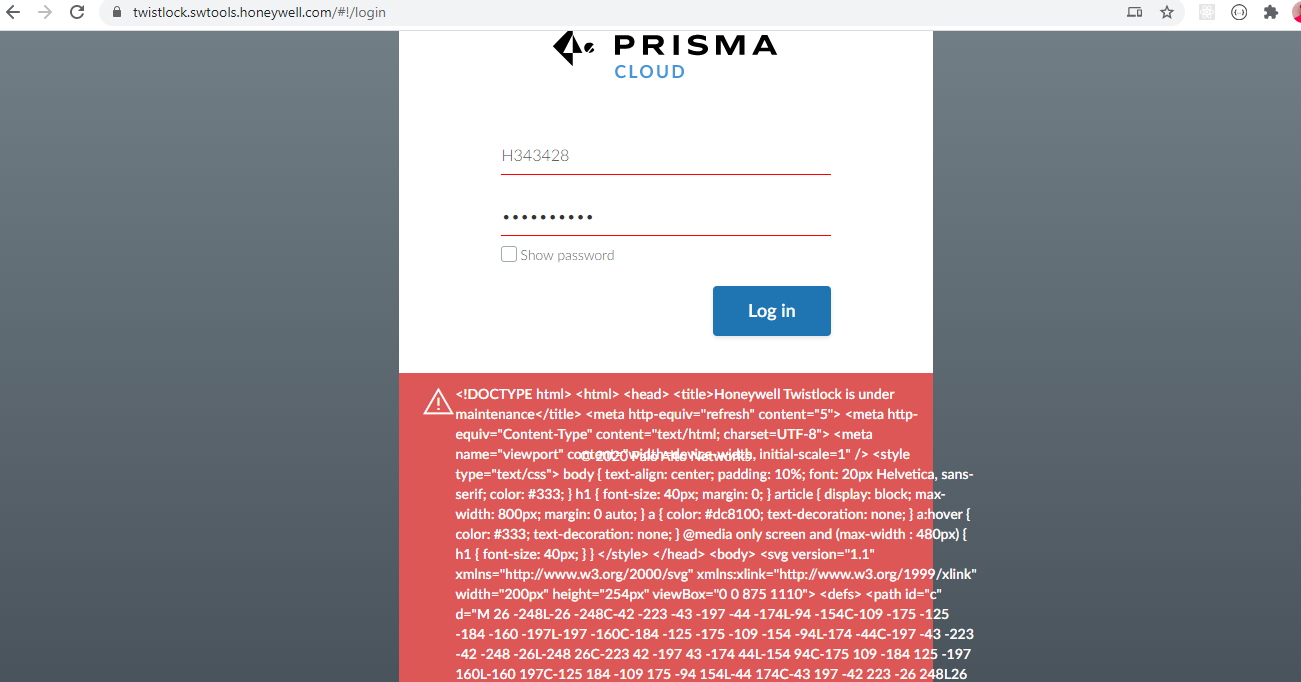 twistlock.swtools.honeywell.com/#!/login
PRISMA
CLOUD
H343428
••••••••••
Show password
Log in
<!DOCTYPE html> <html> <head> <title>Honeywell Twistlock is under
maintenance</title> <meta http-equiv="refresh" content="5"> <meta http-
equiv="Content-Type" content="text/html; charset=UTF-8"> <meta
name="viewport" content="width=device-width, initial-scale=1" /> <style
© 2020 Palo Alto Networks
type="text/css"> body { text-align: center; padding: 10%; font: 20px Helvetica, sans-
serif; color: #333; } h1 { font-size: 40px; margin: 0; } article { display: block; max-
width: 800px; margin: 0 auto; } a { color: #dc8100; text-decoration: none; } a:hover {
color: #333; text-decoration: none; } @media only screen and (max-width : 480px) {
h1 { font-size: 40px; } } </style> </head> <body> <svg version="1.1"
xmlns="http://www.w3.org/2000/svg" xmlns:xlink="http://www.w3.org/1999/xlink"
width="200px" height="254px" viewBox="0 0 875 1110"> <defs> <path id="c"
d="M 26 -248L-26 -248C-42 -223 -43 -197 -44 -174L-94 -154C-109 -175 -125
-184 -160 -197L-197 -160C-184 -125 -175 -109 -154 -94L-174 -44C-197 -43 -223
-42 -248 -26L-248 26C-223 42 -197 43 -174 44L-154 94C-175 109 -184 125 -197
160L-160 197C-125 184 -109 175 -94 154L-44 174C-43 197 -42 223 -26 248L26